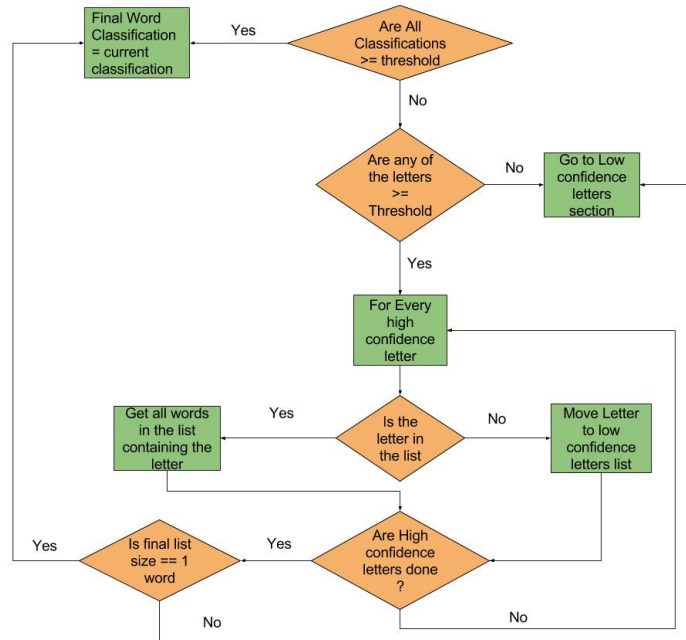 Final Word
Classification
= current
classification
Yes
Are All
Classifications
>= threshold
No
Are any of
the letters
>=
Threshold
No
Go to Low
confidence
letters
section
Yes
For Every
high
confidence
letter
Get all words
in the list
containing the
letter
Yes
Is the
letter in
the list
No
Move Letter
to low
confidence
letters list
Yes
Is final list
size == 1
word
Yes
Are High
confidence
letters done
?
No
No